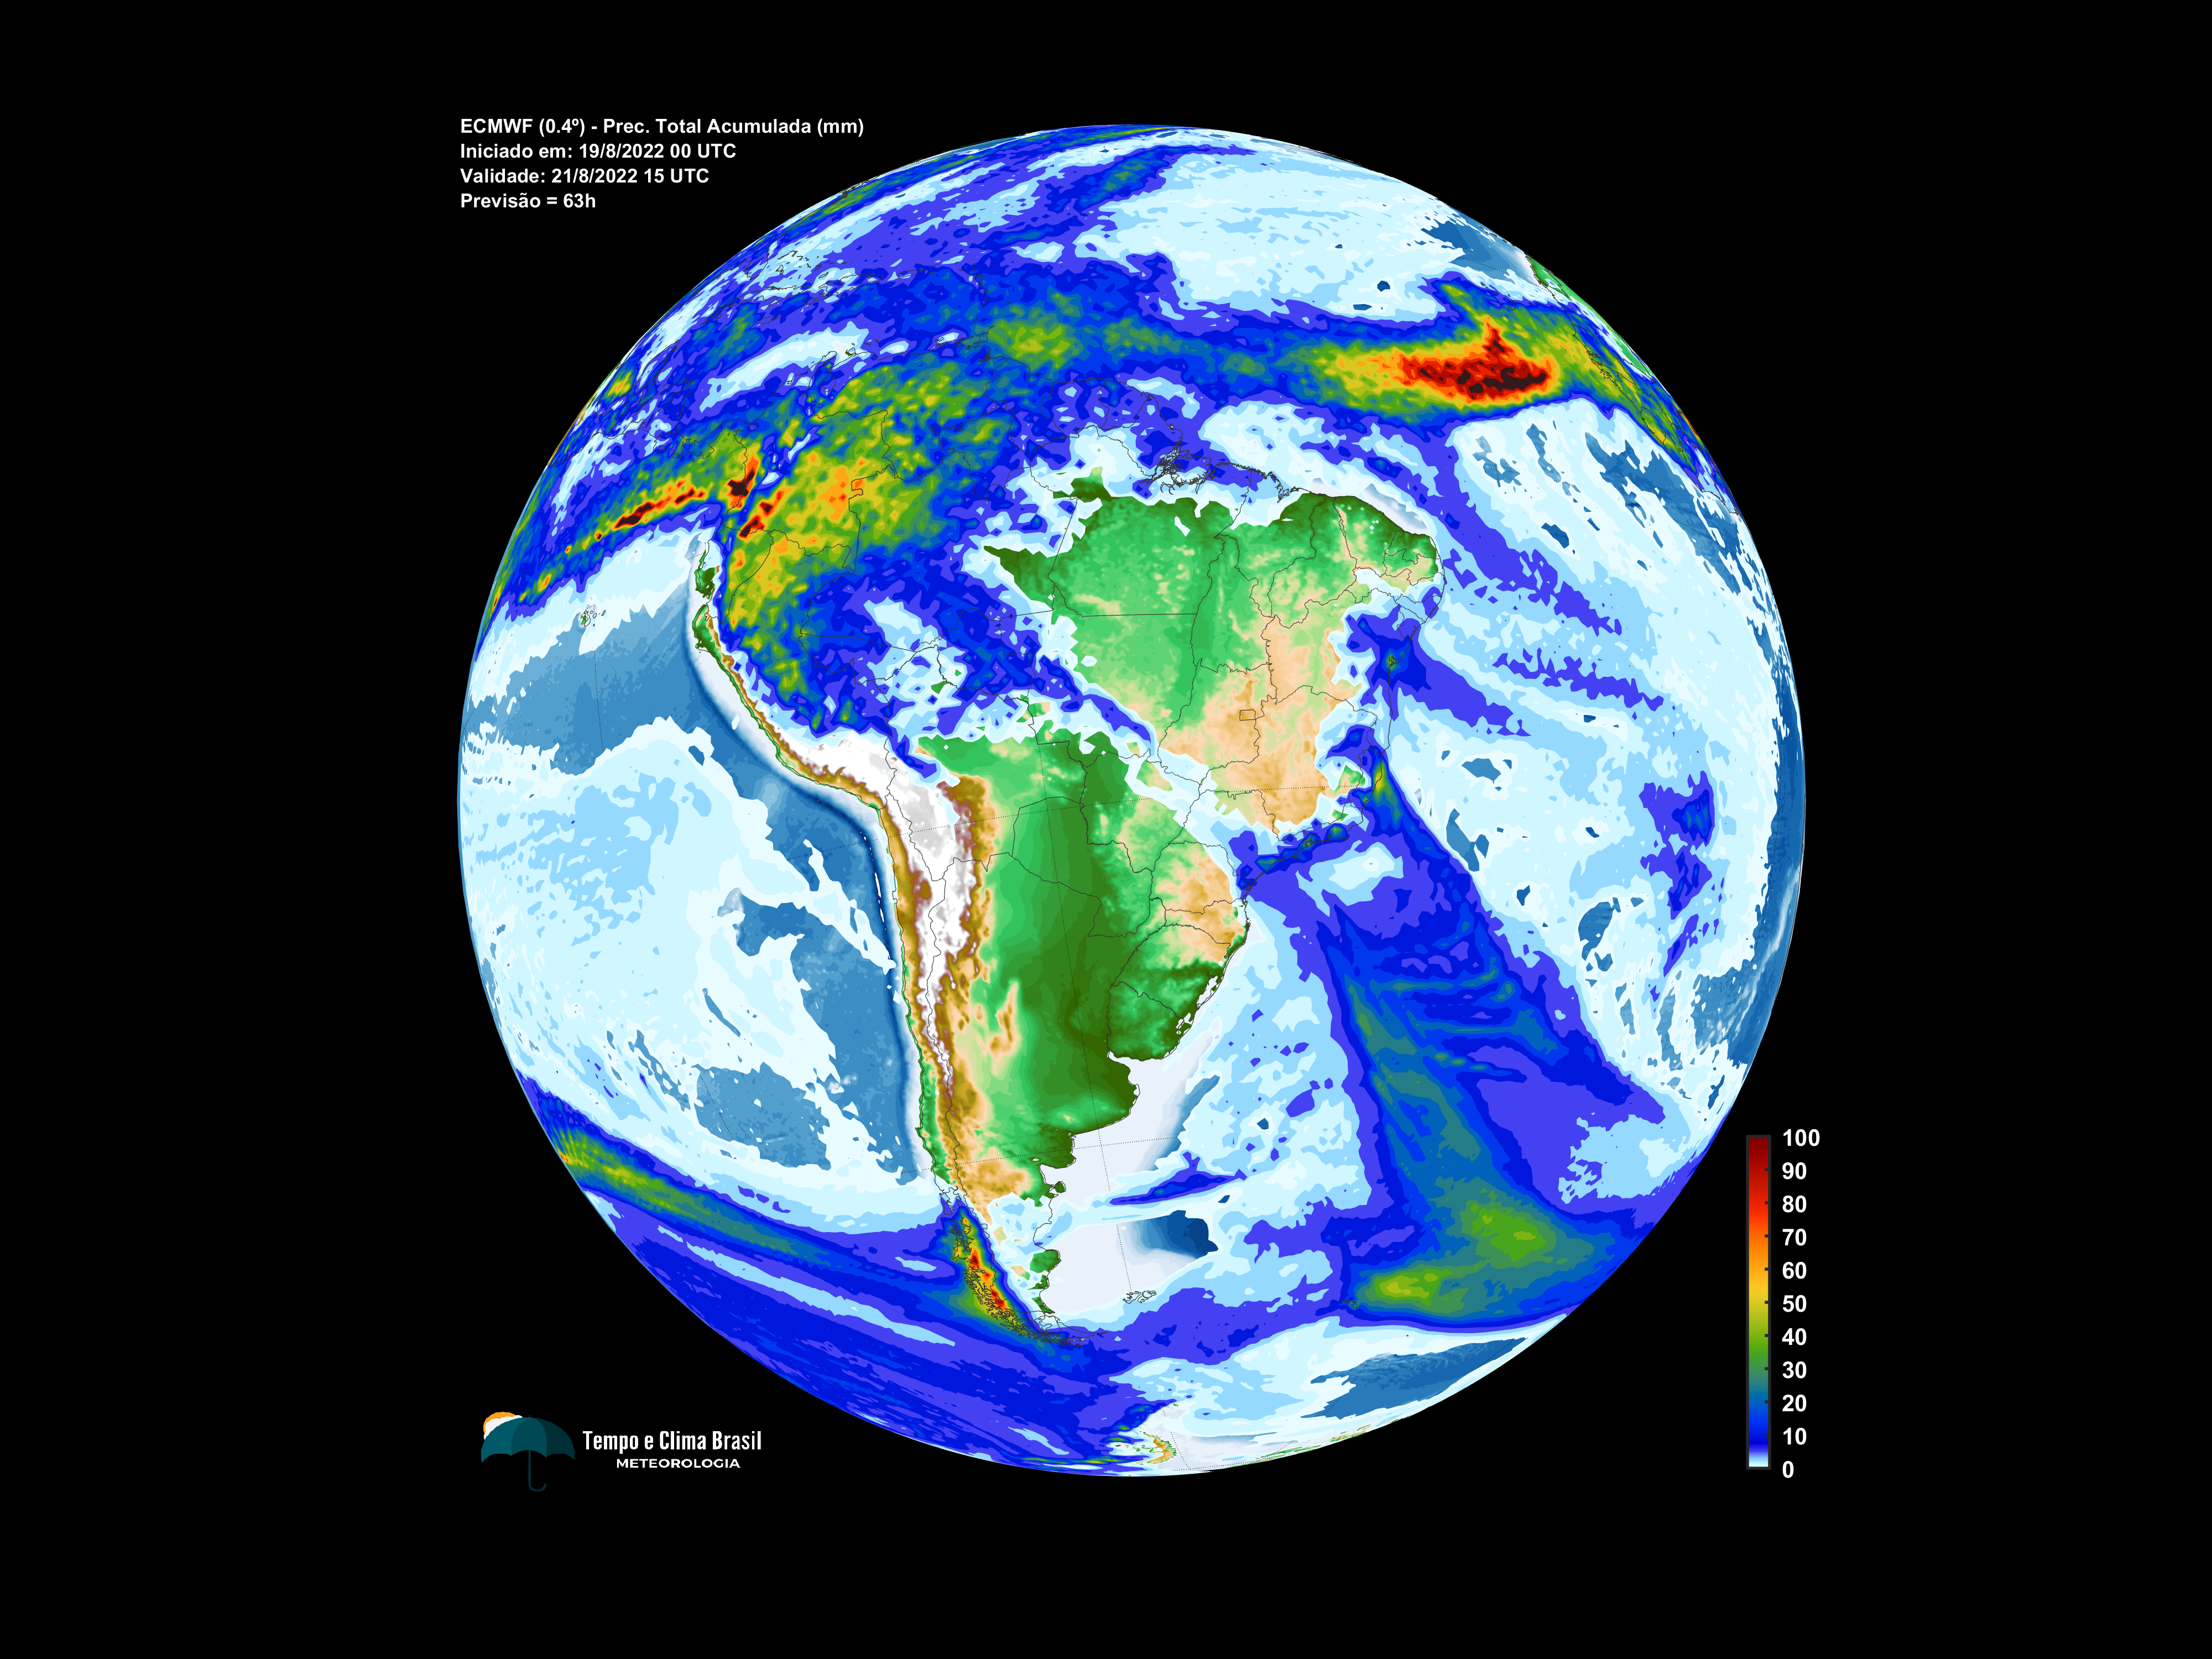 ECMWF (0.4º) - Prec. Total Acumulada (mm)
Iniciado em: 19/8/2022 00 UTC
Validade: 21/8/2022 15 UTC
Previsão = 63h
100
90
80
70
60
50
40
30
20
10
0
Tempo e Clima Brasil
METEOROLOGIA